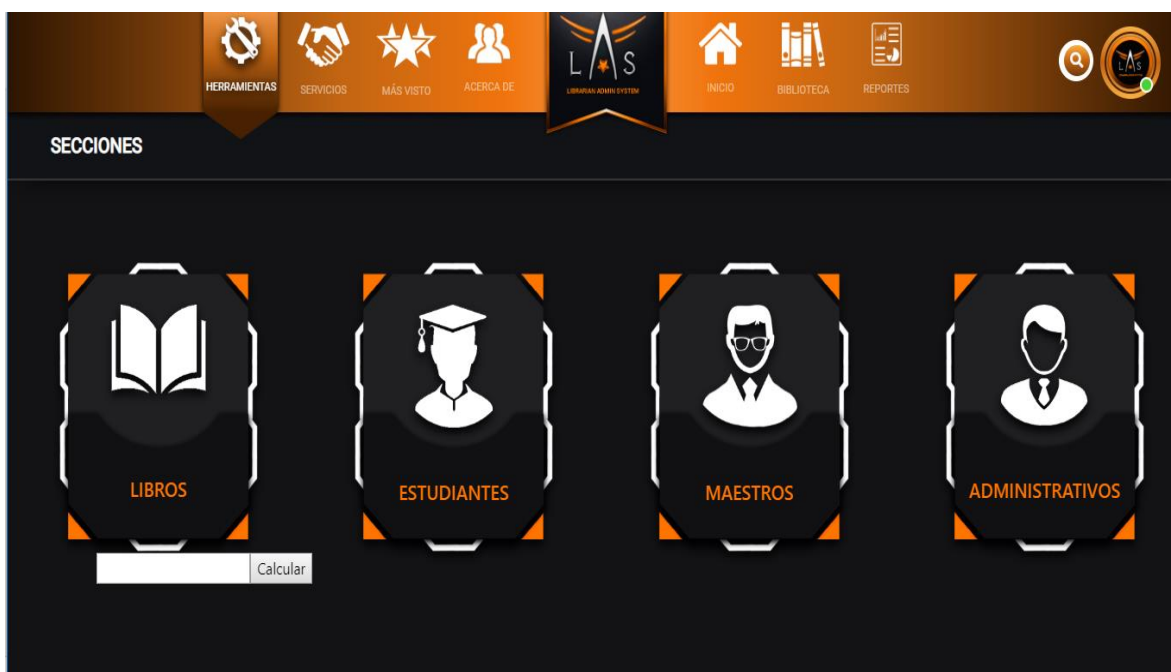 HERRAMIENTAS
SERVICIOS
MÁS VISTO
ACERCA DE
LAS
LIBRARIAN ADMIN SYSTEM
INICIO
BIBLIOTECA
REPORTES
LAS
SECCIONES
LIBROS
ESTUDIANTES
MAESTROS
ADMINISTRATIVOS
Calcular